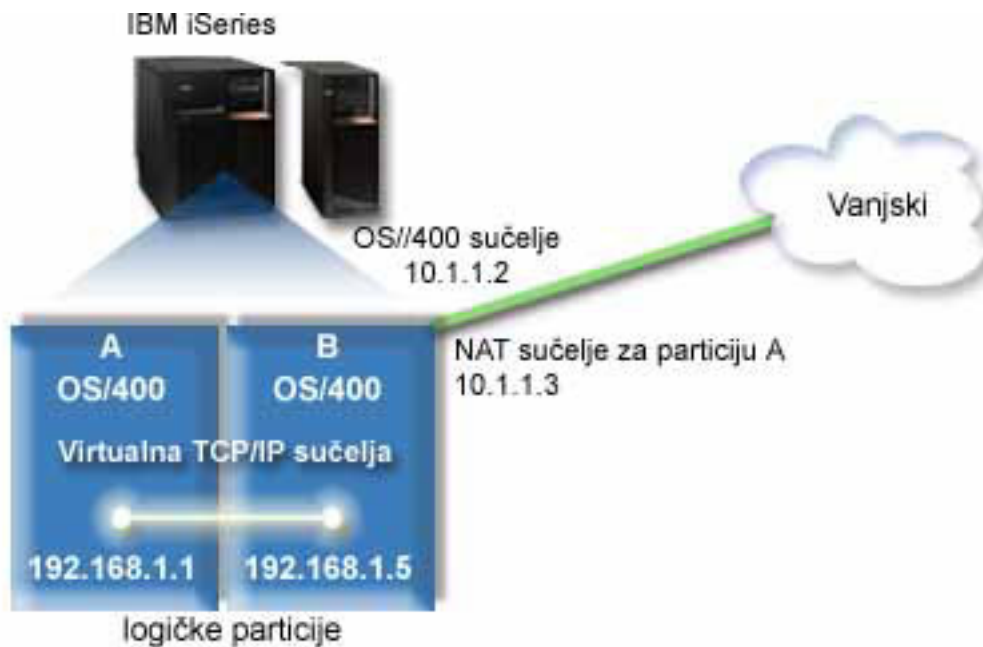 IBM iSeries
Vanjski
OS//400 sučelje
10.1.1.2
NAT sučelje za particiju A
10.1.1.3
A
OS/400
B
OS/400
Virtualna TCP/IP sučelja
192.168.1.1
192.168.1.5
logičke particije